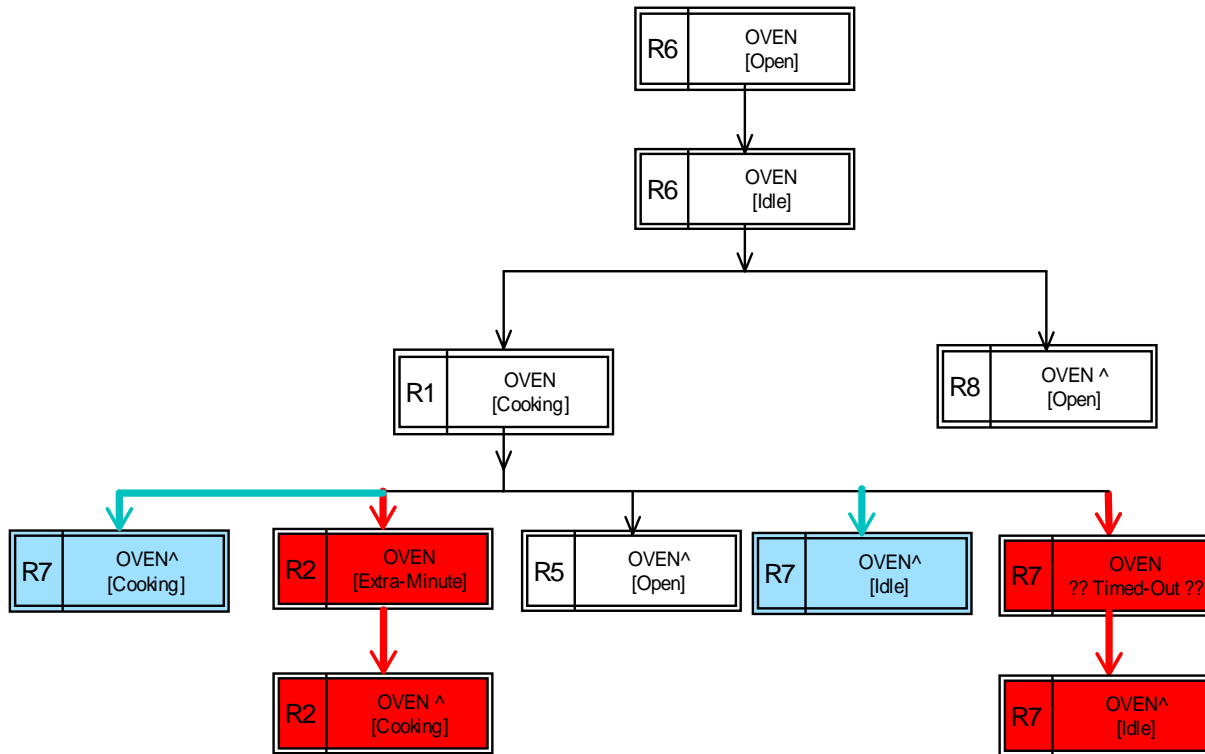 R6
OVEN
[Open]
R6
OVEN
[Idle]
R1
OVEN
[Cooking]
R8
OVEN ^
[Open]
R7
OVEN^
[Cooking]
R2
OVEN
[Extra-Minute]
R5
OVEN^
[Open]
R7
OVEN^
[Idle]
R7
OVEN
?? Timed-Out ??
R2
OVEN ^
[Cooking]
R7
OVEN^
[Idle]